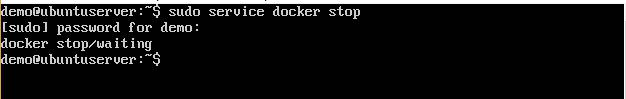 demo@ubuntuserver:~$ sudo service docker stop
[sudo] password for demo:
docker stop/waiting
demo@ubuntuserver:~$